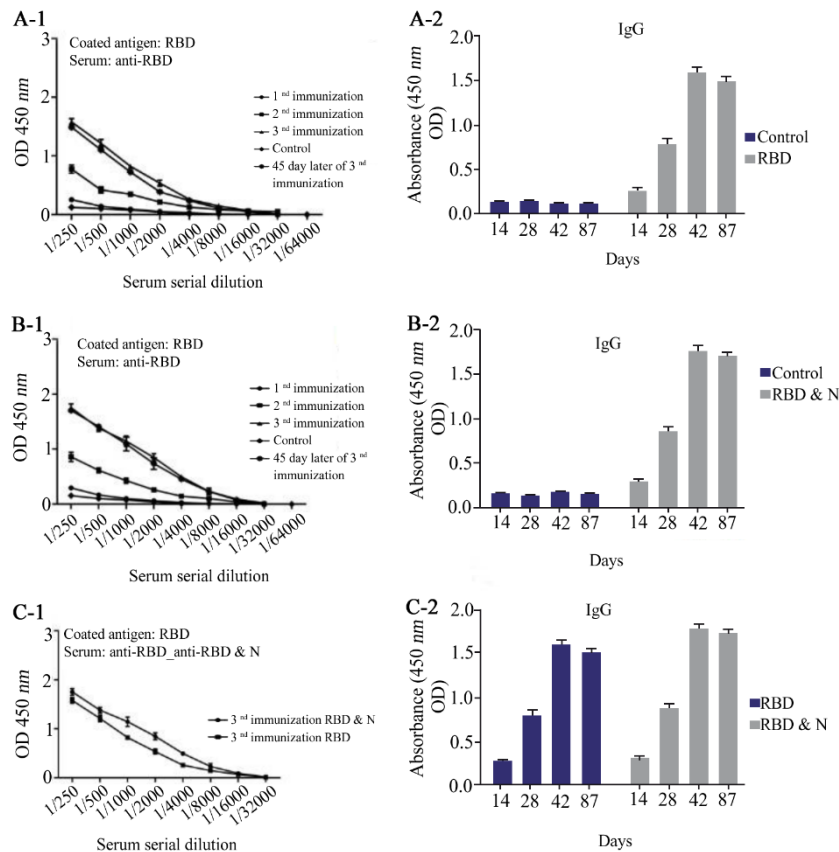 A-1
Coated antigen: RBD
Serum: anti-RBD
OD 450 nm
3
2
1
0
1 nd immunization
2 nd immunization
3 nd immunization
Control
45 day later of 3 nd
immunization
1/250 1/500 1/1000 1/2000 1/4000 1/8000 1/16000 1/32000 1/64000
Serum serial dilution
A-2
IgG
Absorbance (450 nm
OD)
2.0
1.5
1.0
0.5
0.0
Control
RBD
14 28 42 87 14 28 42 87
Days
B-1
Coated antigen: RBD
Serum: anti-RBD
OD 450 nm
3
2
1
0
1 nd immunization
2 nd immunization
3 nd immunization
Control
45 day later of 3 nd
immunization
1/250 1/500 1/1000 1/2000 1/4000 1/8000 1/16000 1/32000 1/64000
Serum serial dilution
B-2
IgG
Absorbance (450 nm
OD)
2.0
1.5
1.0
0.5
0.0
Control
RBD & N
14 28 42 87 14 28 42 87
Days
C-1
Coated antigen: RBD
Serum: anti-RBD_anti-RBD & N
OD 450 nm
3
2
1
0
3 nd immunization RBD & N
3 nd immunization RBD
1/250 1/500 1/1000 1/2000 1/4000 1/8000 1/16000 1/32000
Serum serial dilution
C-2
IgG
Absorbance (450 nm
OD)
2.0
1.5
1.0
0.5
0.0
RBD
RBD & N
14 28 42 87 14 28 42 87
Days